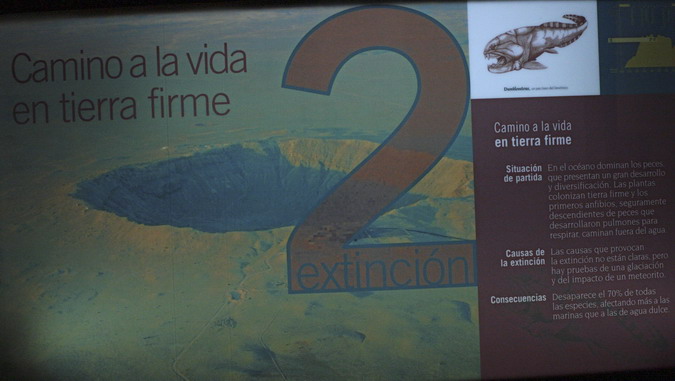 Camino a la vida
en tierra firme
2
extinción
Camino a la vida
en tierra firme
Situación
de partida
En el océano dominan los peces,
que presentan un gran desarrollo
y diversificación. Las plantas
colonizan tierra firme y los
primeros anfibios, seguramente
descendientes de peces que
desarrollaron pulmones para
respirar, caminan fuera del agua.
Causas de
la extinción
Las causas que provocan
la extinción no están claras, pero
hay pruebas de una glaciación
y del impacto de un meteorito.
Consecuencias
Desaparece el 70% de todas
las especies, afectando más a las
marinas que a las de agua dulce.